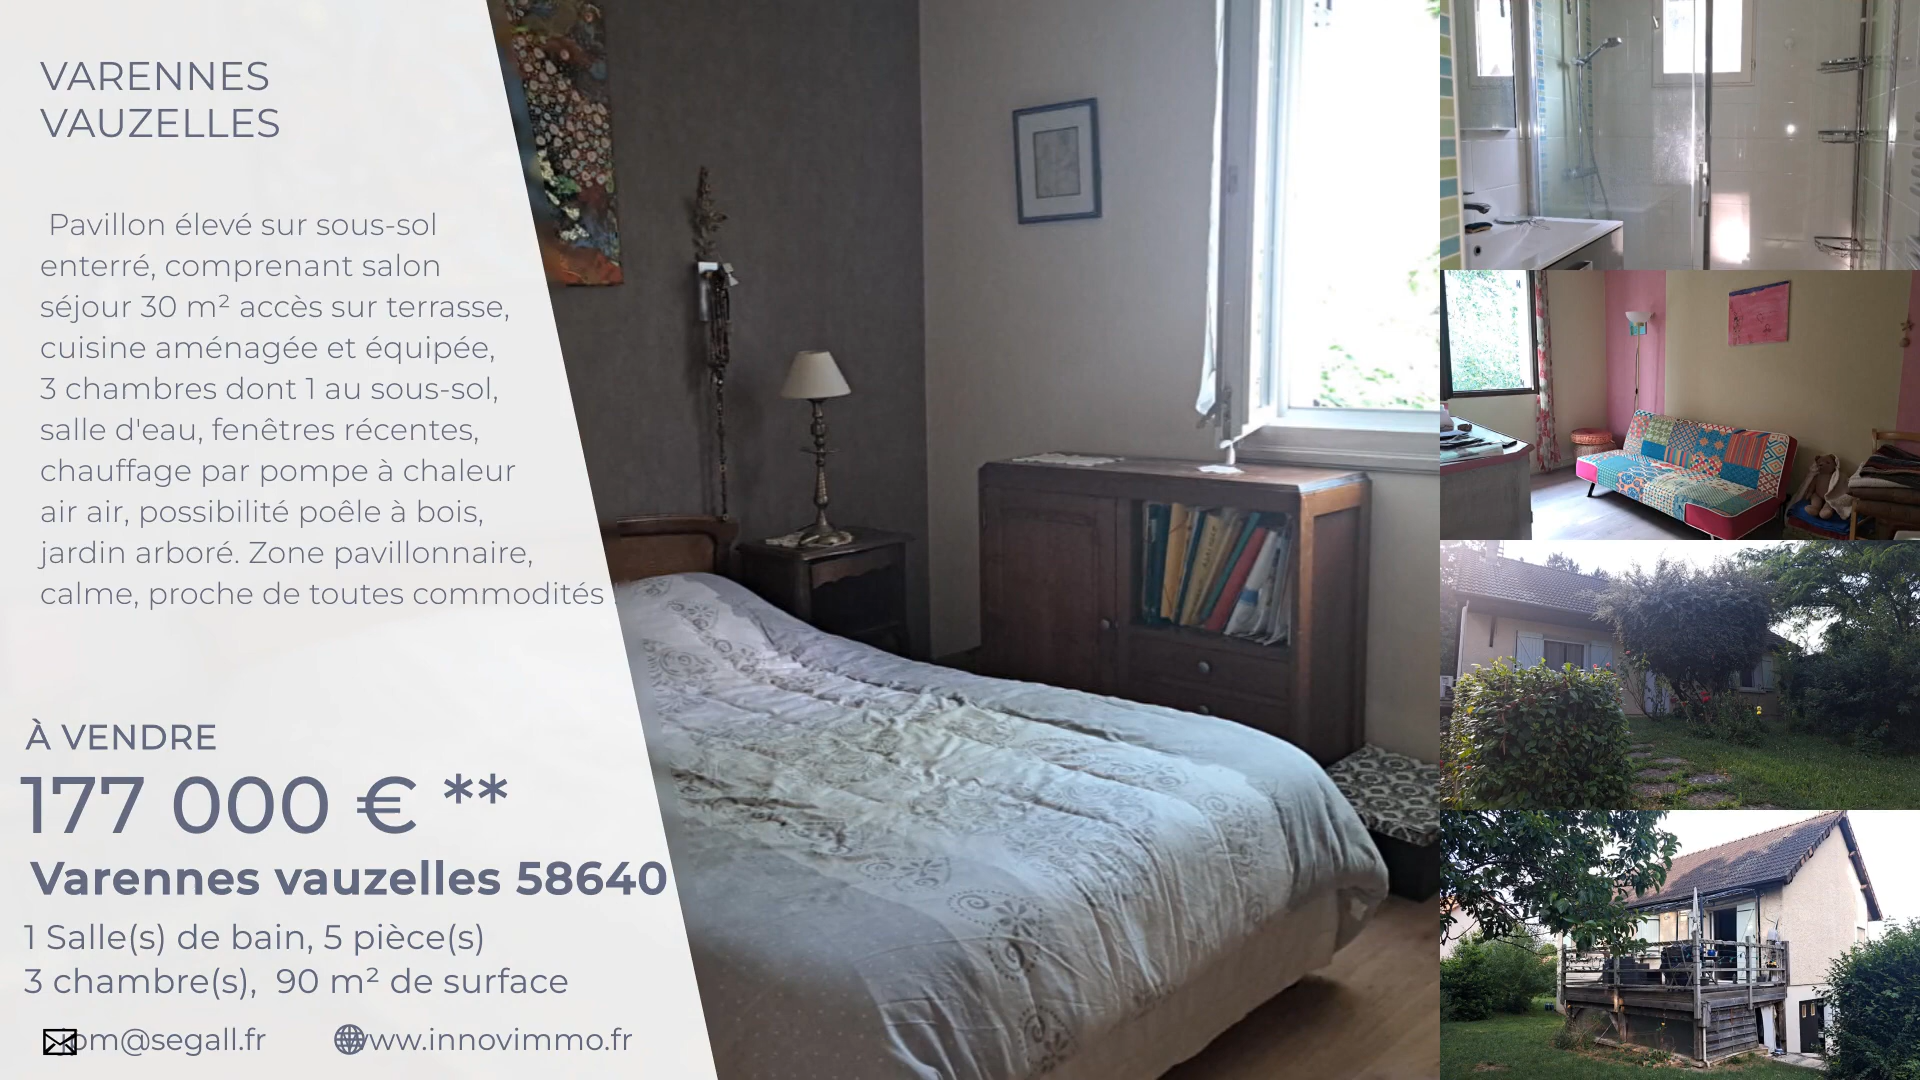 VARENNES
VAUZELLES
Pavillon élevé sur sous-sol
enterré, comprenant salon
séjour 30 m² accès sur terrasse,
cuisine aménagée et équipée,
3 chambres dont 1 au sous-sol,
salle d'eau, fenêtres récentes,
chauffage par pompe à chaleur
air air, possibilité poêle à bois,
jardin arboré. Zone pavillonnaire,
calme, proche de toutes commodités .
À VENDRE
177 000 € **
Varennes vauzelles 58640
1 Salle(s) de bain, 5 pièce(s)
3 chambre(s), 90 m² de surface
www.innovimmo.fr